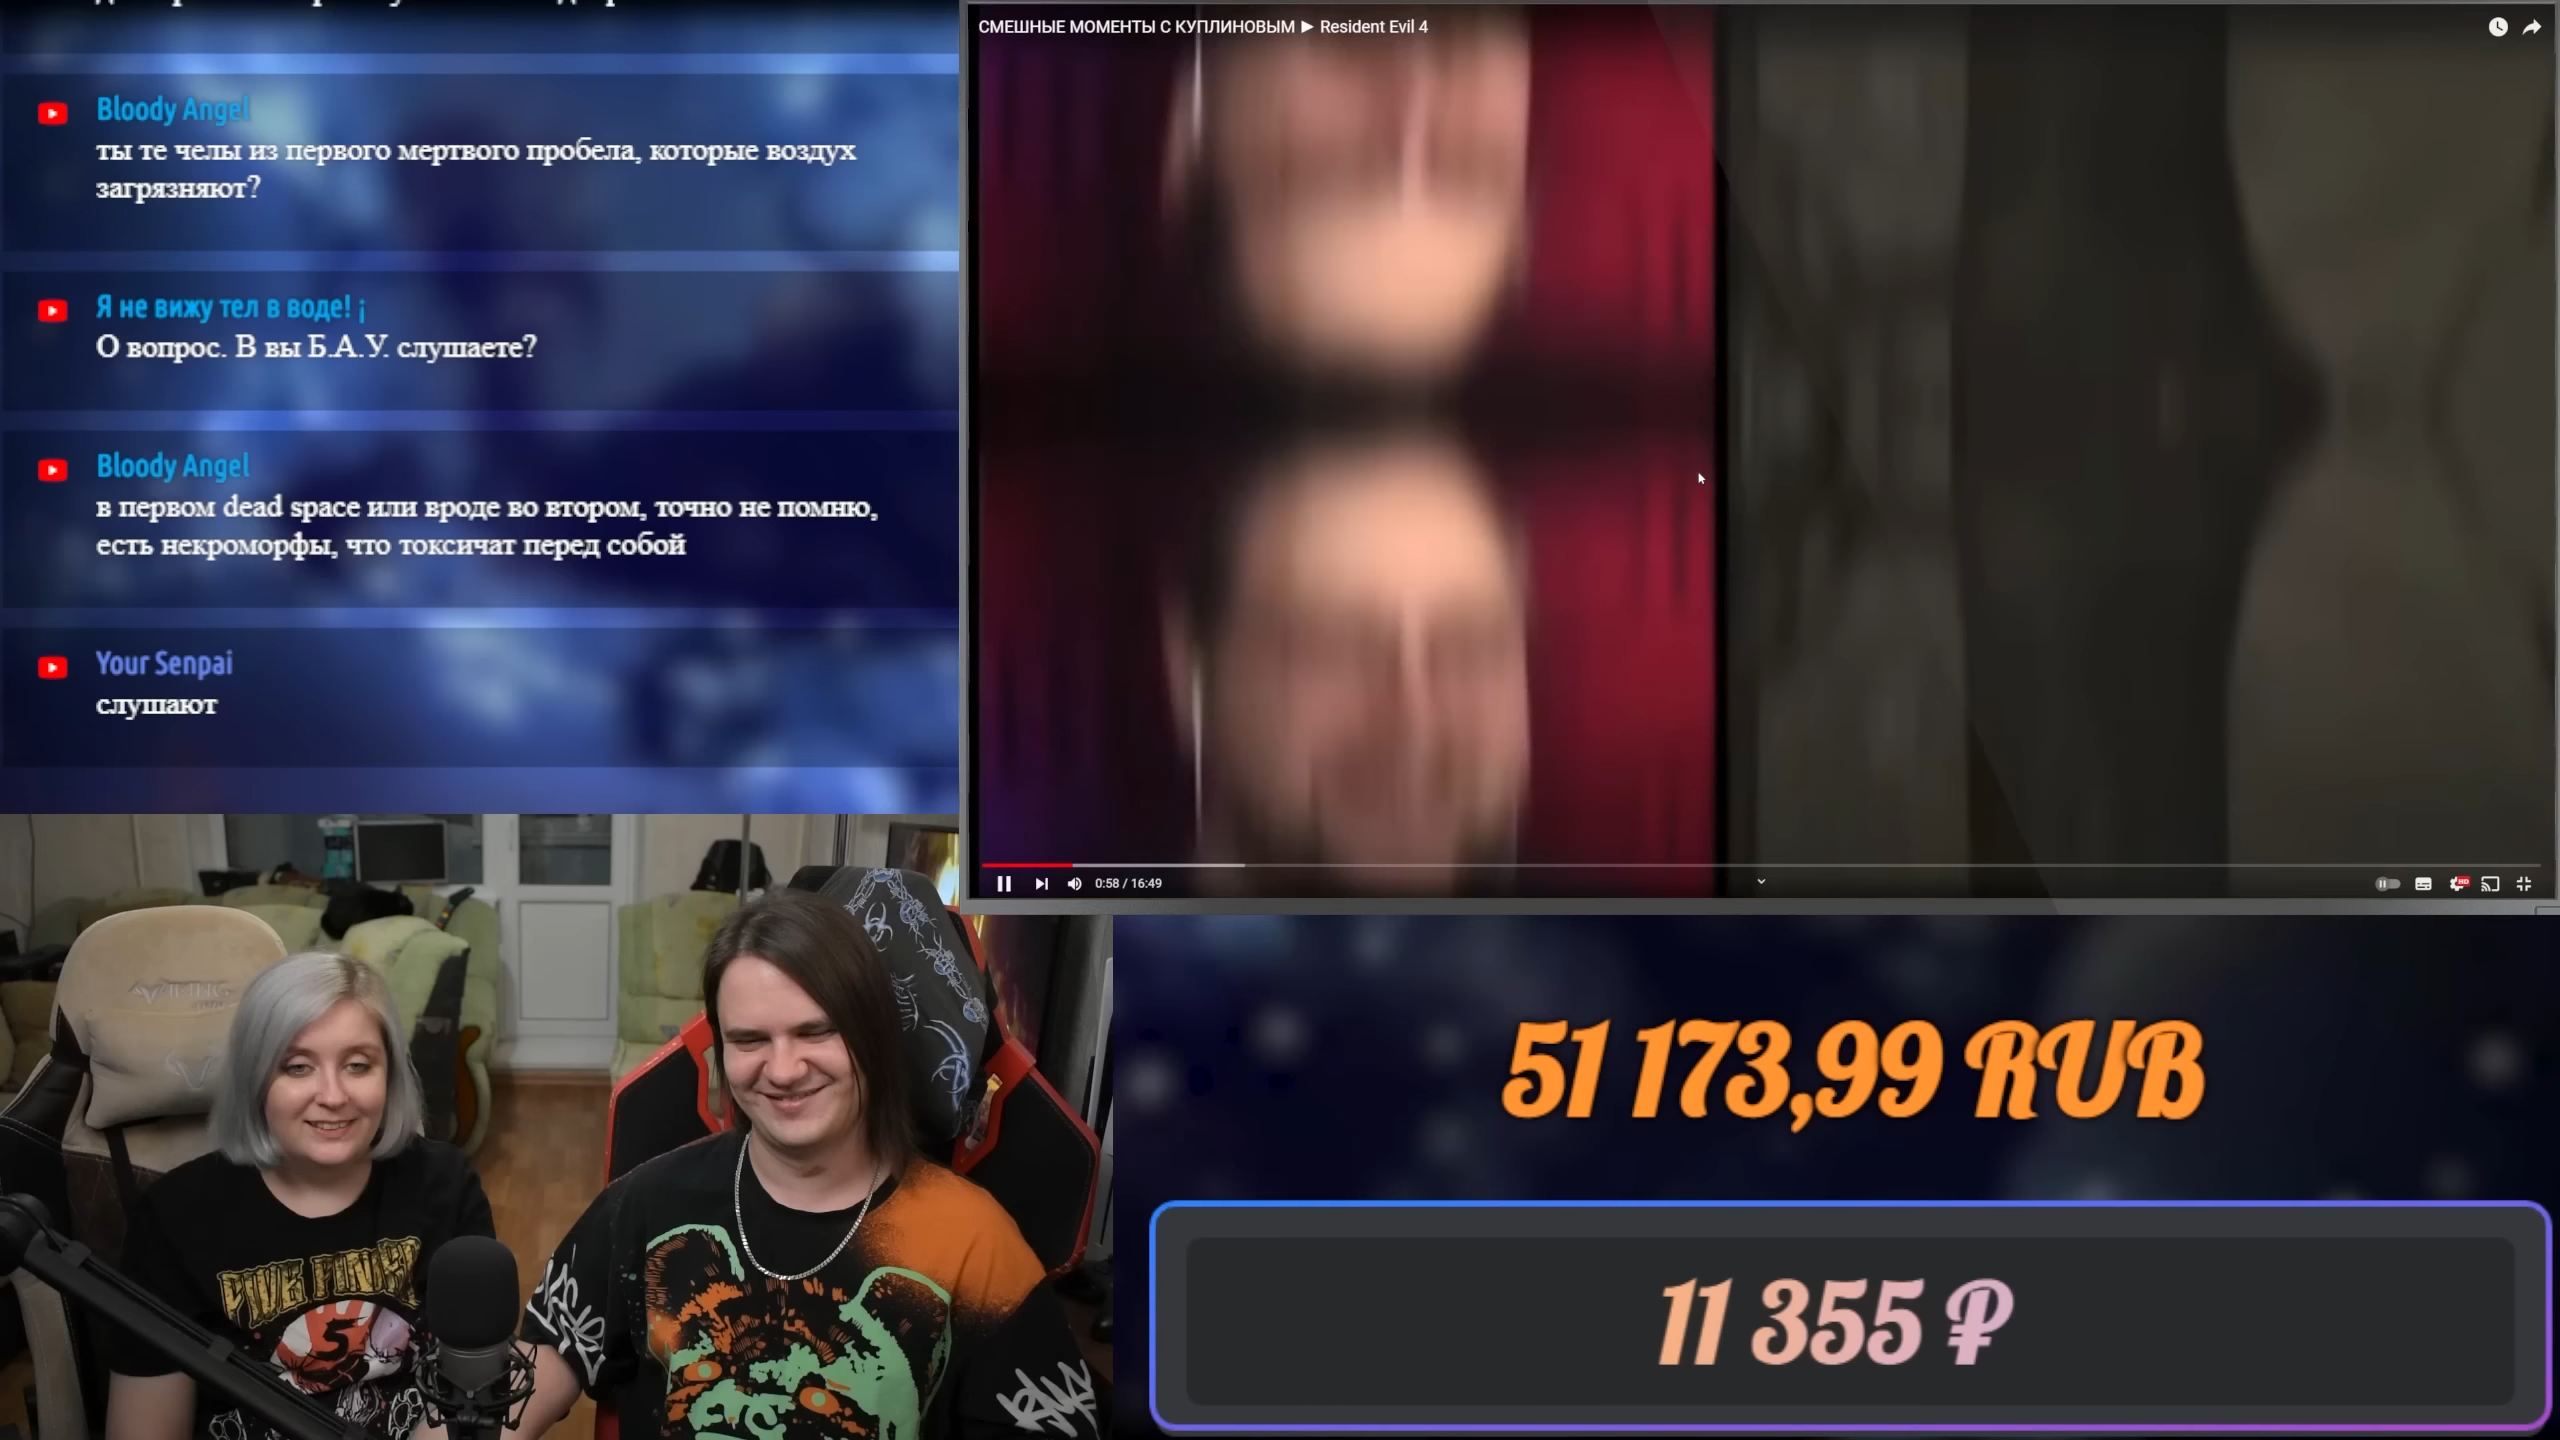 Bloody Angel
ты те челы из первого мертвого пробела, которые воздух
загрязняют?
Я не вижу тел в воде! ¡
О вопрос. В вы Б.А.У. слушаете?
Bloody Angel
в первом dead space или вроде во втором, точно не помню,
есть некроморфы, что токсичат перед собой
Your Senpai
слушают
СМЕШНЫЕ МОМЕНТЫ С КУПЛИНОВЫМ ► Resident Evil 4
0:58 / 16:49
HD
51 173,99 RUB
11 355 ₽
5